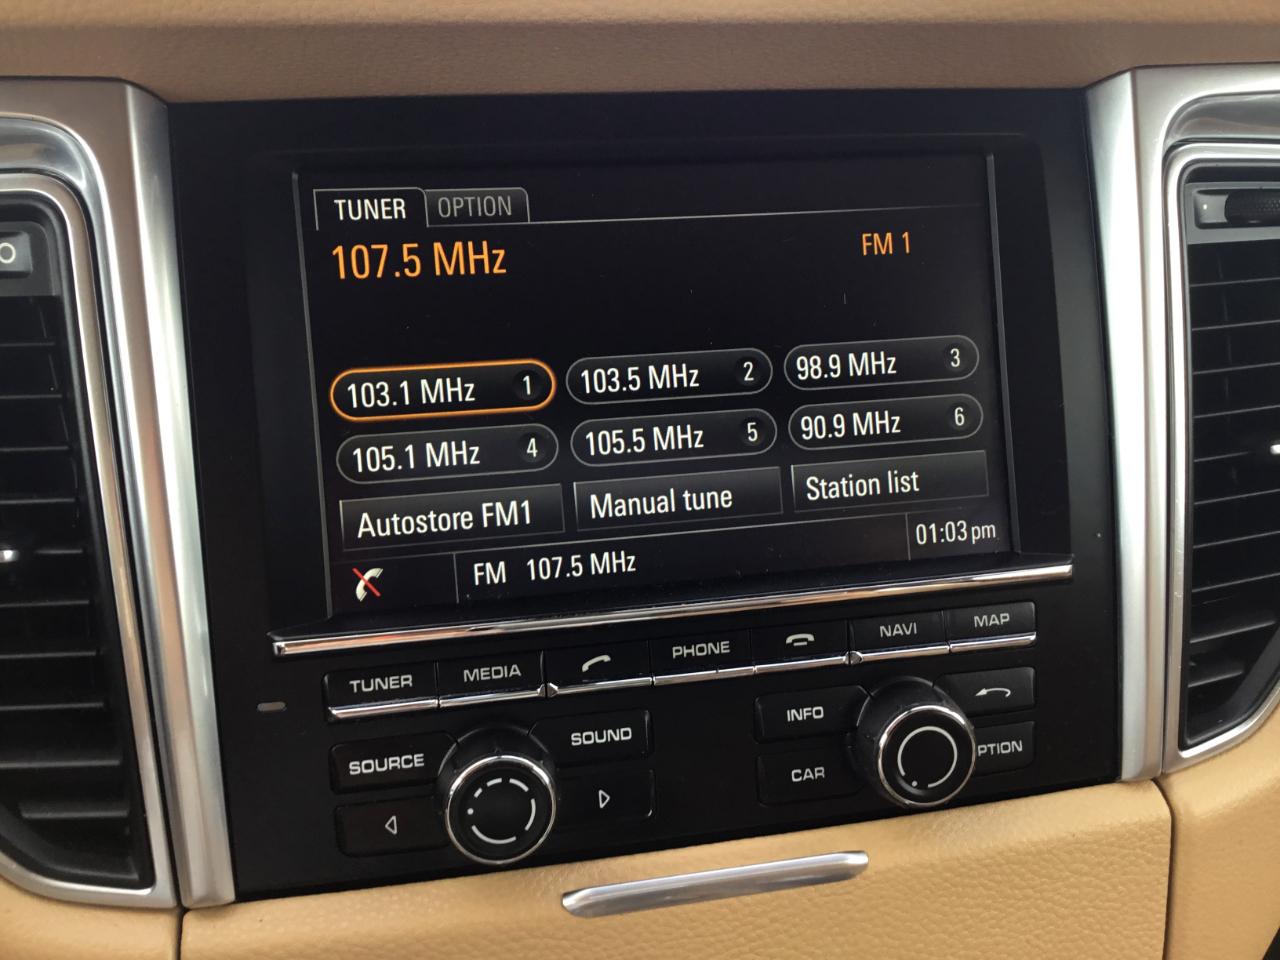 TUNER OPTION
107.5 MHz FM 1
103.1 MHz 1 103.5 MHz 2 98.9 MHz 3
105.1 MHz 4 105.5 MHz 5 90.9 MHz 6
Autostore FM1 Manual tune Station list
FM 107.5 MHz 01:03 pm
TUNER MEDIA PHONE NAVI MAP
SOURCE SOUND INFO PTION
CAR